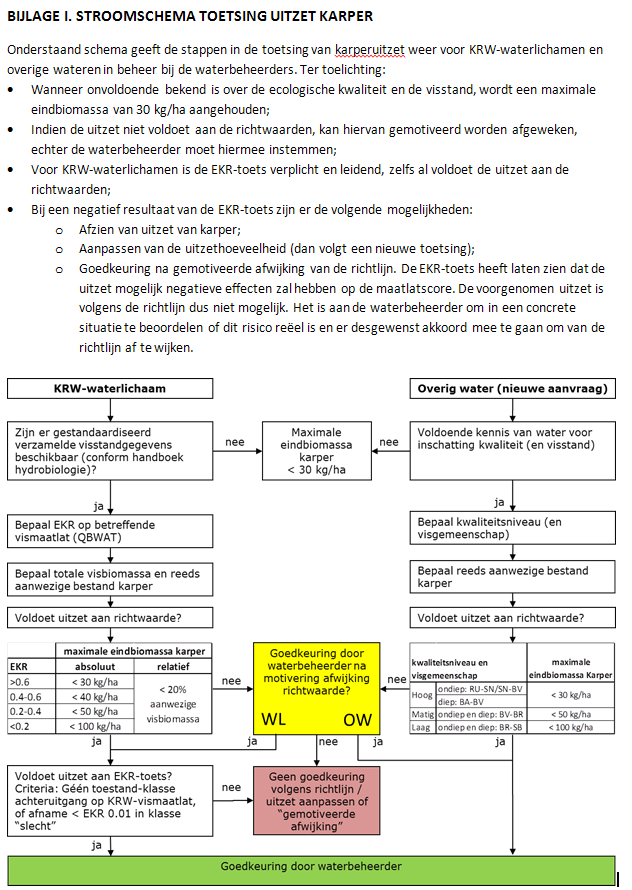 BIJLAGE I. STROOMSCHEMA TOETSING UITZET KARPER
Onderstaand schema geeft de stappen in de toetsing van karperuitzet weer voor KRW-waterlichamen en
overige wateren in beheer bij de waterbeheerders. Ter toelichting:
• Wanneer onvoldoende bekend is over de ecologische kwaliteit en de visstand, wordt een maximale
eindbiomassa van 30 kg/ha aangehouden;
• Indien de uitzet niet voldoet aan de richtwaarden, kan hiervan gemotiveerd worden afgeweken,
echter de waterbeheerder moet hiermee instemmen;
• Voor KRW-waterlichamen is de EKR-toets verplicht en leidend, zelfs al voldoet de uitzet aan de
richtwaarden;
• Bij een negatief resultaat van de EKR-toets zijn er de volgende mogelijkheden:
o Afzien van uitzet van karper;
o Aanpassen van de uitzethoeveelheid (dan volgt een nieuwe toetsing);
o Goedkeuring na gemotiveerde afwijking van de richtlijn. De EKR-toets heeft laten zien dat de
uitzet mogelijk negatieve effecten zal hebben op de maatlatscore. De voorgenomen uitzet is
volgens de richtlijn dus niet mogelijk. Het is aan de waterbeheerder om in een concrete
situatie te beoordelen of dit risico reëel is en er desgewenst akkoord mee te gaan om van de
richtlijn af te wijken.
KRW-waterlichaam
Overig water (nieuwe aanvraag)
Zijn er gestandaardiseerd
verzamelde visstandgegevens
beschikbaar (conform handboek
hydrobiologie)?
nee
Maximale
eindbiomassa
karper
< 30 kg/ha
nee
Voldoende kennis van water voor
inschatting kwaliteit (en visstand)
ja
ja
Bepaal EKR op betreffende
vismaatlat (QBWAT)
Bepaal kwaliteitsniveau (en
visgemeenschap)
Bepaal totale visbiomassa en reeds
aanwezige bestand karper
Bepaal reeds aanwezige bestand
karper
Voldoet uitzet aan richtwaarde?
Voldoet uitzet aan richtwaarde?
maximale eindbiomassa karper
EKR absoluut relatief
>0.6 < 30 kg/ha
0.4-0.6 < 40 kg/ha
0.2-0.4 < 50 kg/ha
<0.2 < 100 kg/ha
< 20%
aanwezige
visbiomassa
nee
Goedkeuring door
waterbeheerder na
motivering afwijking
richtwaarde?
WL OW
nee
kwaliteitsniveau en
visgemeenschap
maximale
eindbiomassa Karper
Hoog ondiep: RU-SN/SN-BV
diep: BA-BV
< 30 kg/ha
Matig ondiep en diep: BV-BR < 50 kg/ha
Laag ondiep en diep: BR-SB < 100 kg/ha
ja ja nee ja ja
Voldoet uitzet aan EKR-toets?
Criteria: Géén toestand-klasse
achteruitgang op KRW-vismaatlat,
of afname < EKR 0.01 in klasse
“slecht”
nee
Geen goedkeuring
volgens richtlijn /
uitzet aanpassen of
“gemotiveerde
afwijking”
ja
Goedkeuring door waterbeheerder